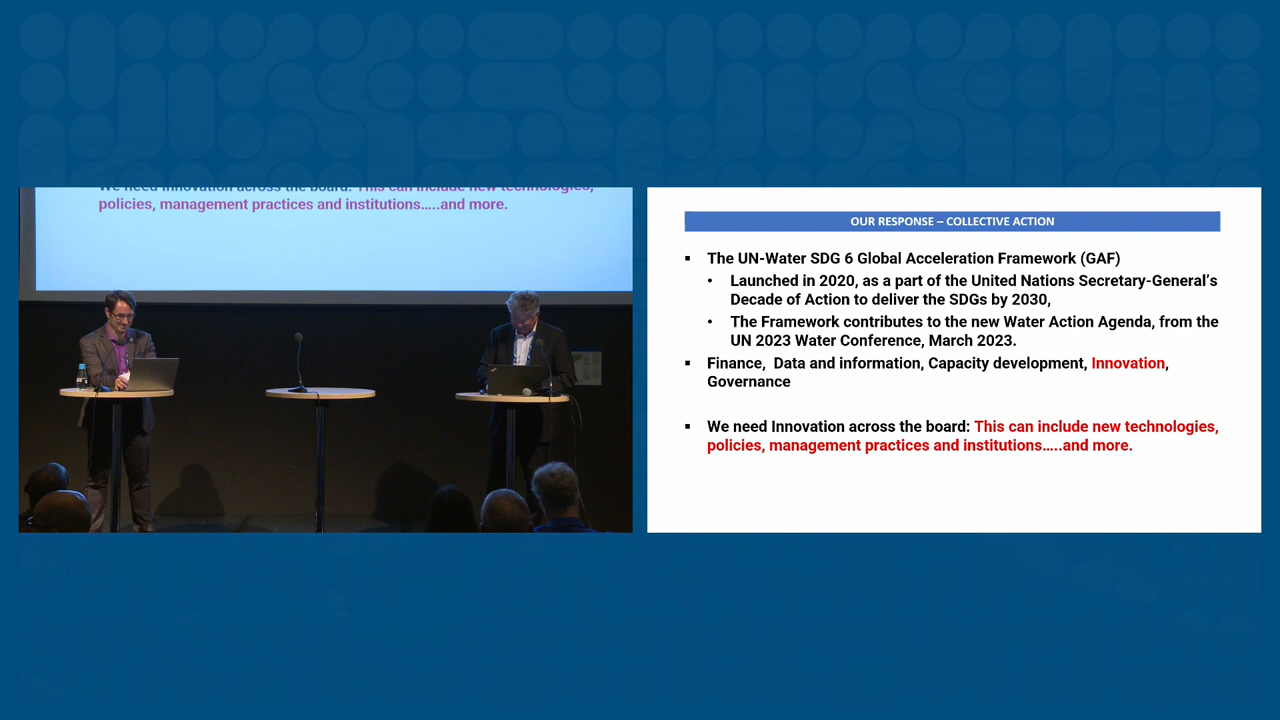 We need Innovation across the board: This can include new technologies,
policies, management practices and institutions…..and more.
OUR RESPONSE – COLLECTIVE ACTION
▪ The UN-Water SDG 6 Global Acceleration Framework (GAF)
• Launched in 2020, as a part of the United Nations Secretary-General’s
Decade of Action to deliver the SDGs by 2030,
• The Framework contributes to the new Water Action Agenda, from the
UN 2023 Water Conference, March 2023.
▪ Finance, Data and information, Capacity development, Innovation,
Governance
▪ We need Innovation across the board: This can include new technologies,
policies, management practices and institutions…..and more.